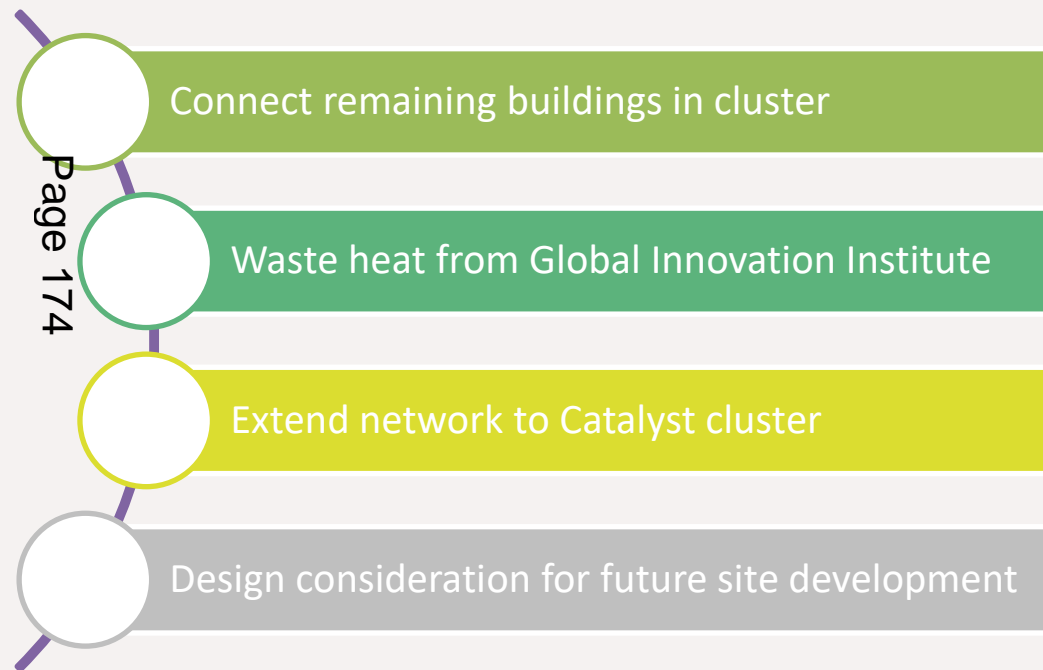 Connect remaining buildings in cluster
Page 174
Waste heat from Global Innovation Institute
Extend network to Catalyst cluster
Design consideration for future site development